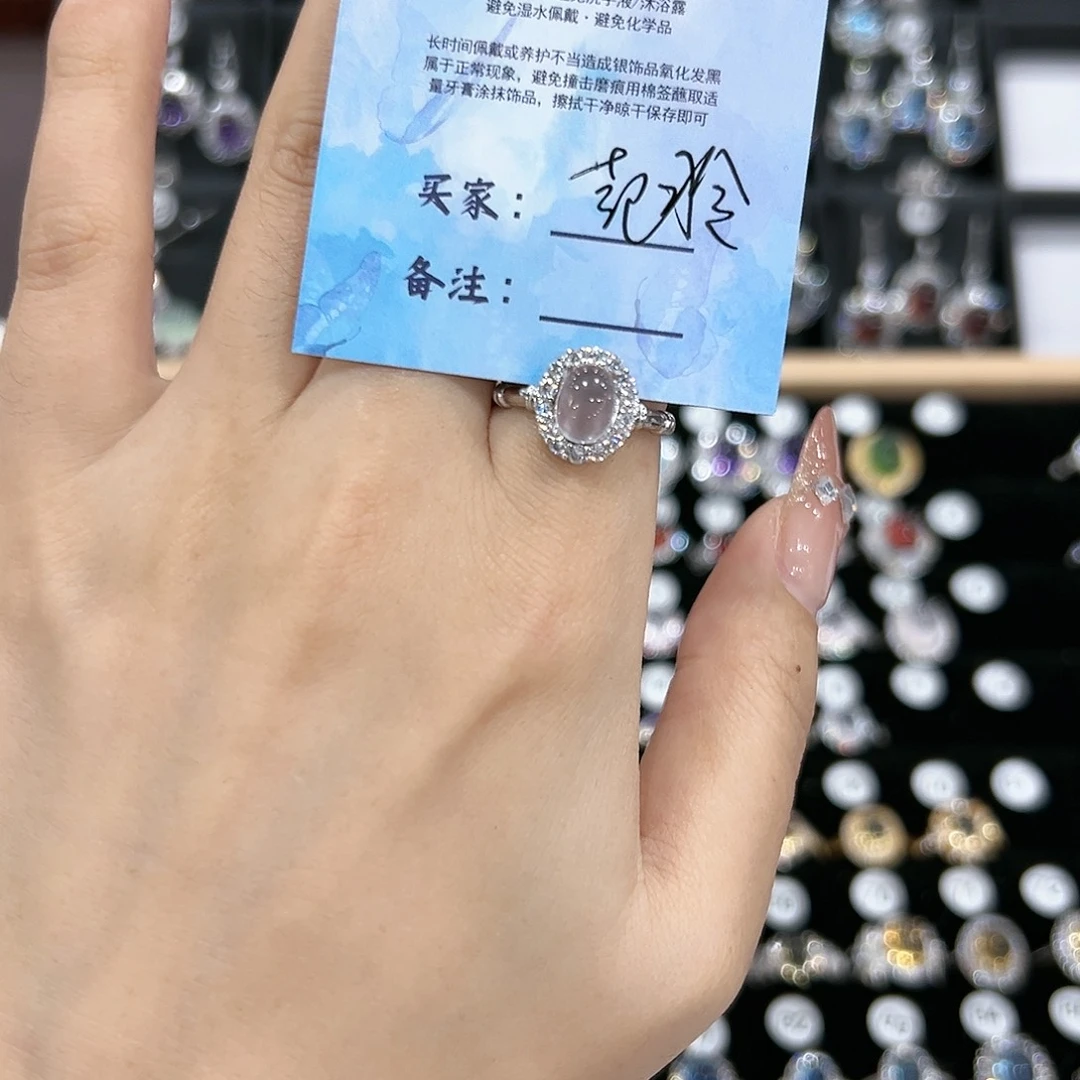 避免洗手液/沐浴露
避免湿水佩戴·避免化学品
长时间佩戴或养护不当造成银饰品氧化发黑
属于正常现象，避免撞击磨痕用棉签蘸取适
量牙膏涂抹饰品，擦拭干净晾干保存即可
买家：
备注：